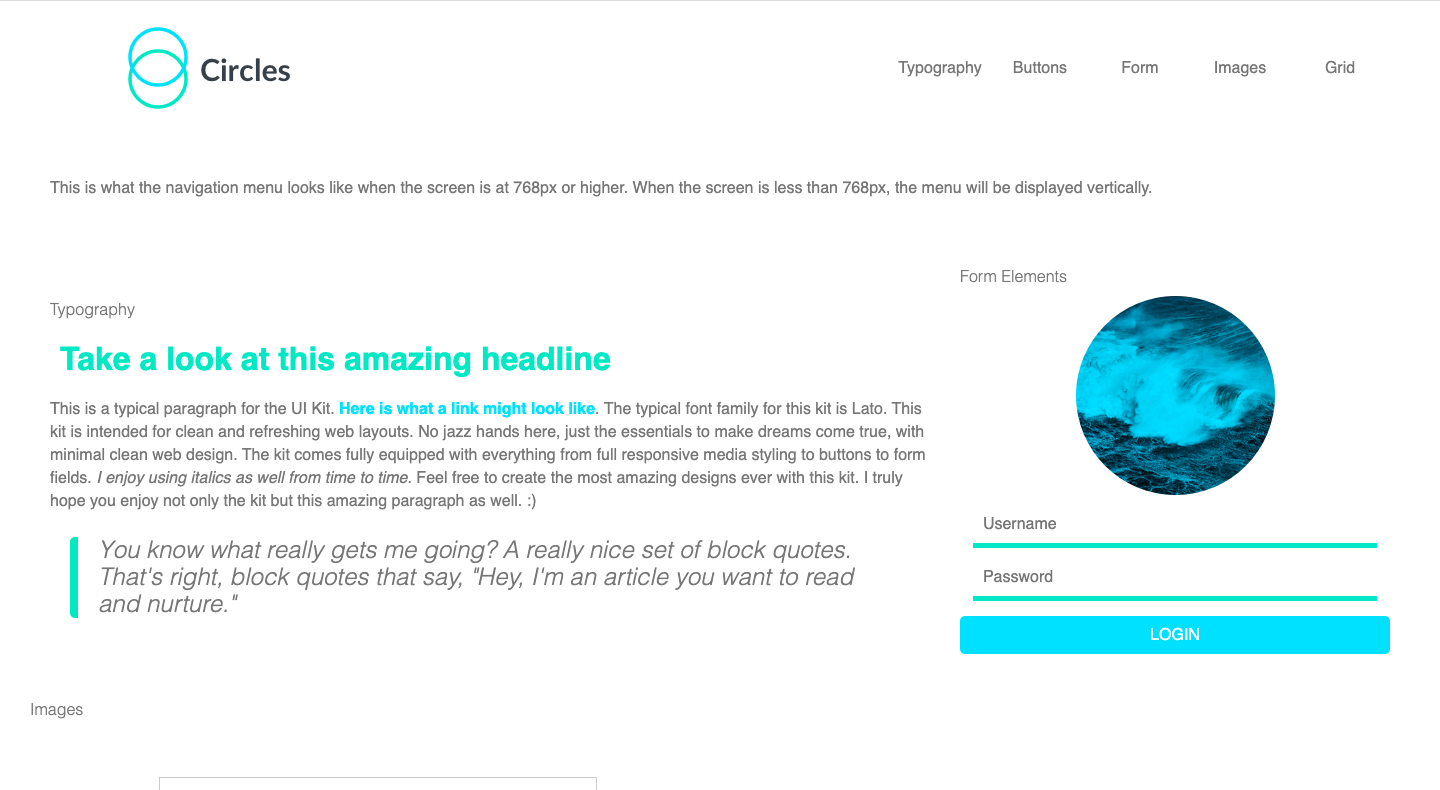 Circles
Typography Buttons Form Images Grid
This is what the navigation menu looks like when the screen is at 768px or higher. When the screen is less than 768px, the menu will be displayed vertically.
Typography
Take a look at this amazing headline
This is a typical paragraph for the UI Kit. Here is what a link might look like. The typical font family for this kit is Lato. This
kit is intended for clean and refreshing web layouts. No jazz hands here, just the essentials to make dreams come true, with
minimal clean web design. The kit comes fully equipped with everything from full responsive media styling to buttons to form
fields. I enjoy using italics as well from time to time. Feel free to create the most amazing designs ever with this kit. I truly
hope you enjoy not only the kit but this amazing paragraph as well. :)
You know what really gets me going? A really nice set of block quotes.
That's right, block quotes that say, "Hey, I'm an article you want to read
and nurture."
Form Elements
Username
Password
LOGIN
Images